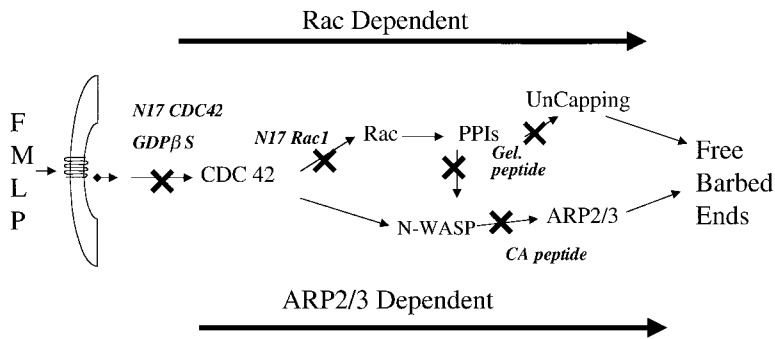 Rac Dependent
F
M
L
P
N17 CDC42
GDPβS
CDC 42
N17 Rac1
Rac
PPIs
UnCapping
Gel.
peptide
N-WASP
ARP2/3
CA peptide
Free
Barbed
Ends
ARP2/3 Dependent